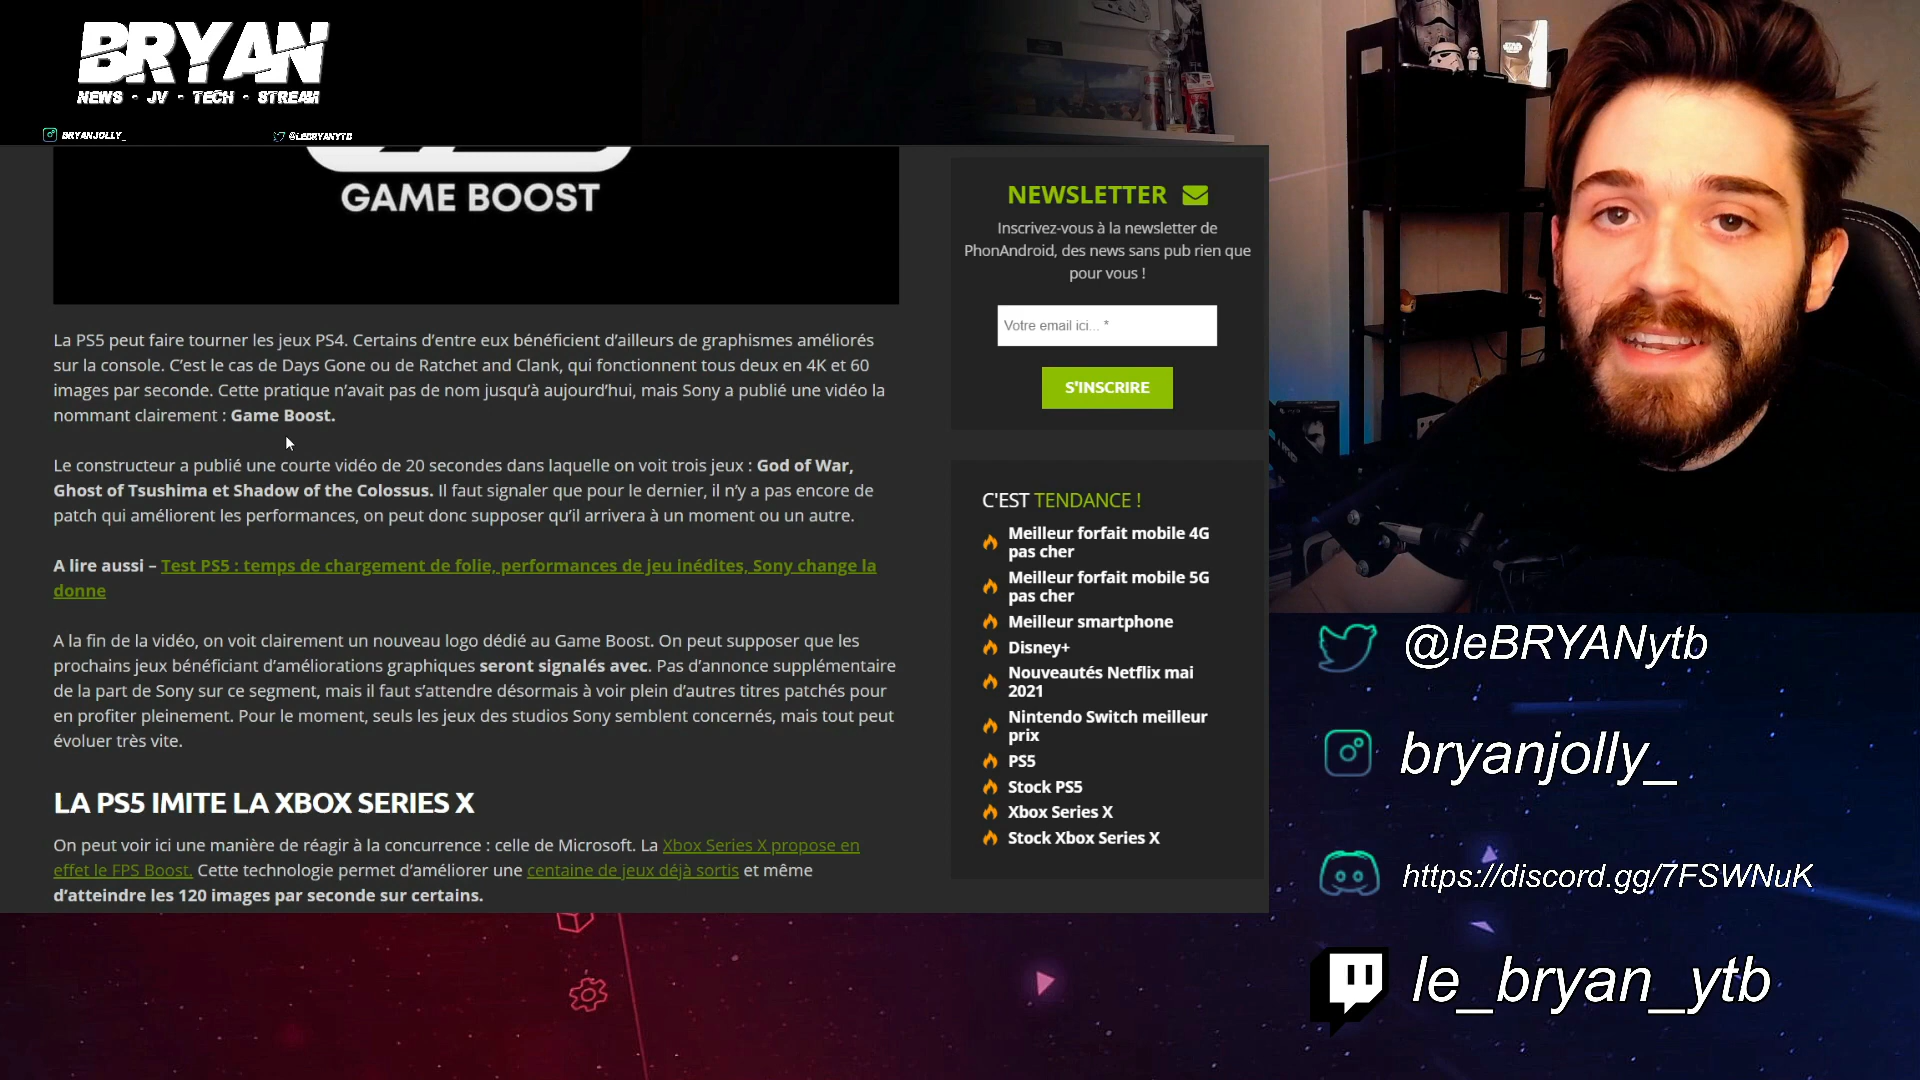 BRYAN
NEWS - JV - TECH - STREAM
BRYANJOLLY_
@LEBRYANYTB
GAME BOOST
La PS5 peut faire tourner les jeux PS4. Certains d’entre eux bénéficient d’ailleurs de graphismes améliorés
sur la console. C’est le cas de Days Gone ou de Ratchet and Clank, qui fonctionnent tous deux en 4K et 60
images par seconde. Cette pratique n’avait pas de nom jusqu’à aujourd’hui, mais Sony a publié une vidéo la
nommant clairement : Game Boost.
Le constructeur a publié une courte vidéo de 20 secondes dans laquelle on voit trois jeux : God of War,
Ghost of Tsushima et Shadow of the Colossus. Il faut signaler que pour le dernier, il n’y a pas encore de
patch qui améliorent les performances, on peut donc supposer qu’il arrivera à un moment ou un autre.
A lire aussi – Test PS5 : temps de chargement de folie, performances de jeu inédites, Sony change la
donne
A la fin de la vidéo, on voit clairement un nouveau logo dédié au Game Boost. On peut supposer que les
prochains jeux bénéficiant d’améliorations graphiques seront signalés avec. Pas d’annonce supplémentaire
de la part de Sony sur ce segment, mais il faut s’attendre désormais à voir plein d’autres titres patchés pour
en profiter pleinement. Pour le moment, seuls les jeux des studios Sony semblent concernés, mais tout peut
évoluer très vite.
LA PS5 IMITE LA XBOX SERIES X
On peut voir ici une manière de réagir à la concurrence : celle de Microsoft. La Xbox Series X propose en
effet le FPS Boost. Cette technologie permet d’améliorer une centaine de jeux déjà sortis et même
d’atteindre les 120 images par seconde sur certains.
NEWSLETTER
Inscrivez-vous à la newsletter de
PhonAndroid, des news sans pub rien que
pour vous !
Votre email ici... *
S'INSCRIRE
C'EST TENDANCE !
Meilleur forfait mobile 4G
pas cher
Meilleur forfait mobile 5G
pas cher
Meilleur smartphone
Disney+
Nouveautés Netflix mai
2021
Nintendo Switch meilleur
prix
PS5
Stock PS5
Xbox Series X
Stock Xbox Series X
@leBRYANytb
bryanjolly_
https://discord.gg/7FSWNuK
le_bryan_ytb